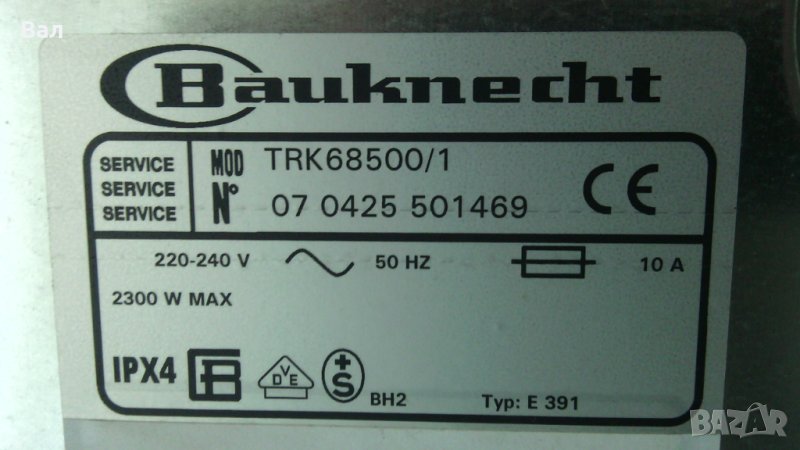 Вал
Bauknecht
SERVICE
SERVICE
SERVICE
MOD TRK68500/1
N° 07 0425 501469
CE
220-240 V 50 HZ 10 A
2300 W MAX
IPX4 VDE +S BH2 Typ: E 391
BAZAR